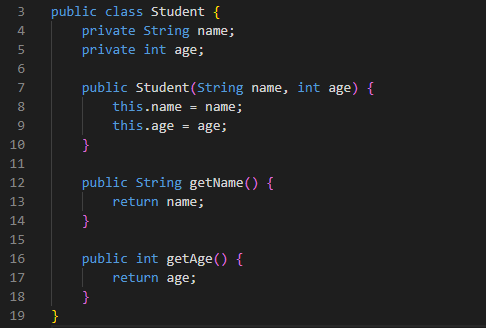 3 public class Student {
4     private String name;
5     private int age;
6
7     public Student(String name, int age) {
8         this.name = name;
9         this.age = age;
10     }
11
12     public String getName() {
13         return name;
14     }
15
16     public int getAge() {
17         return age;
18     }
19 }